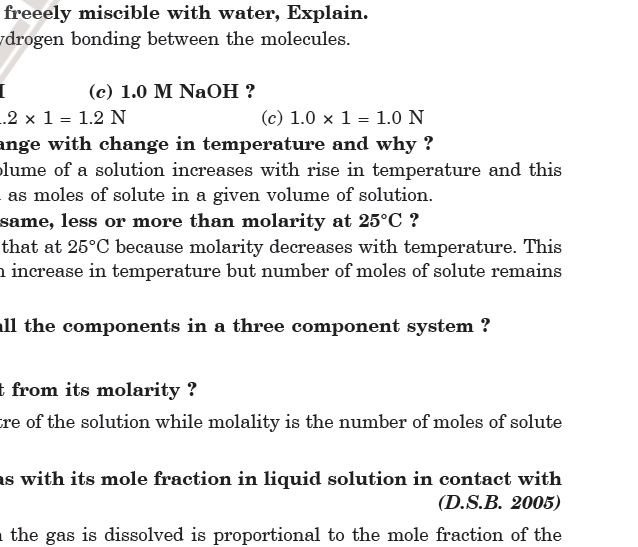 freeely miscible with water, Explain.
hydrogen bonding between the molecules.
(c) 1.0 M NaOH ?
.2 × 1 = 1.2 N (c) 1.0 × 1 = 1.0 N
ange with change in temperature and why ?
olume of a solution increases with rise in temperature and this
as moles of solute in a given volume of solution.
same, less or more than molarity at 25°C ?
that at 25°C because molarity decreases with temperature. This
increase in temperature but number of moles of solute remains
all the components in a three component system ?
t from its molarity ?
tre of the solution while molality is the number of moles of solute
as with its mole fraction in liquid solution in contact with
(D.S.B. 2005)
the gas is dissolved is proportional to the mole fraction of the